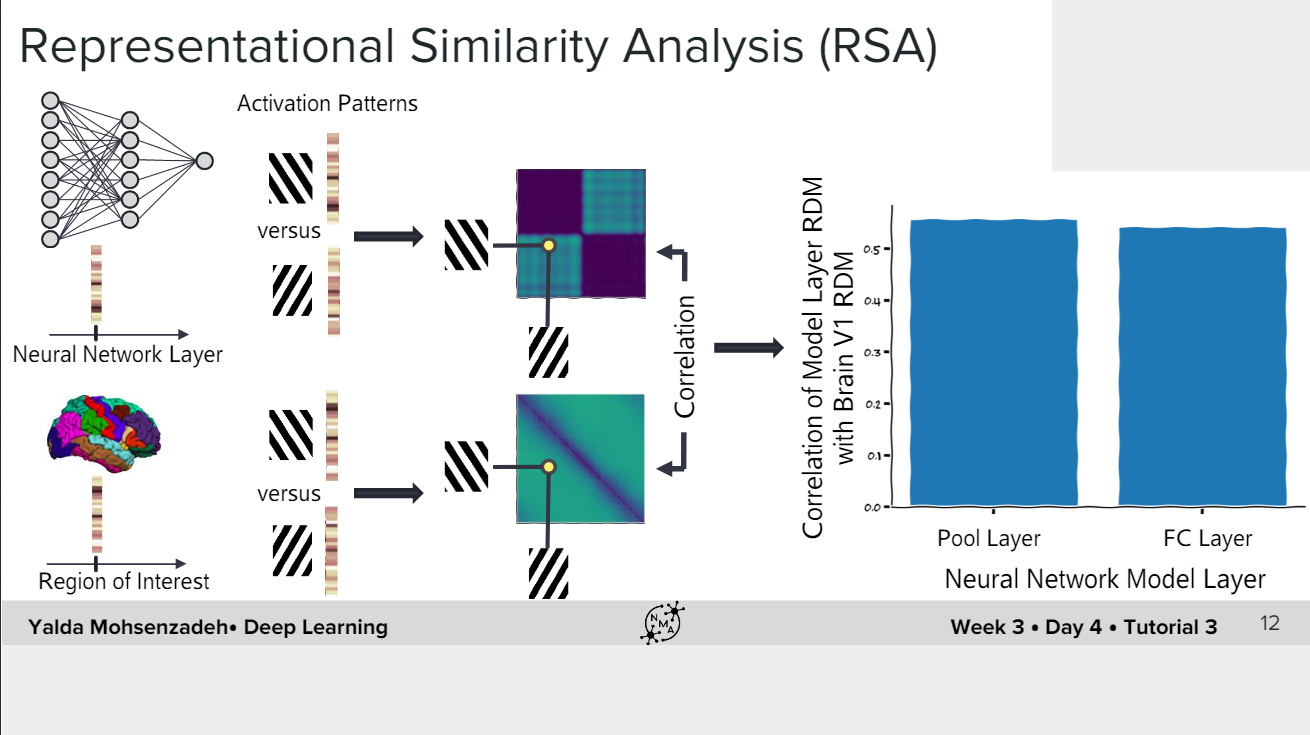 Representational Similarity Analysis (RSA)
Activation Patterns
versus
Neural Network Layer
versus
Region of Interest
Correlation
Correlation of Model Layer RDM
with Brain V1 RDM
0.5
0.4
0.3
0.2
0.1
0.0
Pool Layer
FC Layer
Neural Network Model Layer
Yalda Mohsenzadeh• Deep Learning
NMA
Week 3 • Day 4 • Tutorial 3
12